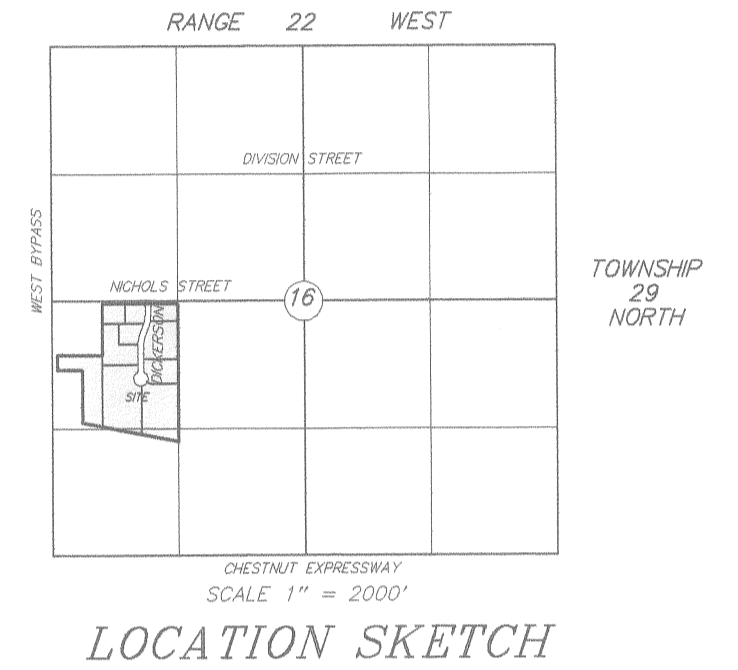 RANGE 22 WEST
DIVISION STREET
WEST BYPASS
NICHOLS STREET
16
TOWNSHIP
29
NORTH
DICKERSON
SITE
CHESTNUT EXPRESSWAY
SCALE 1" = 2000'
LOCATION SKETCH